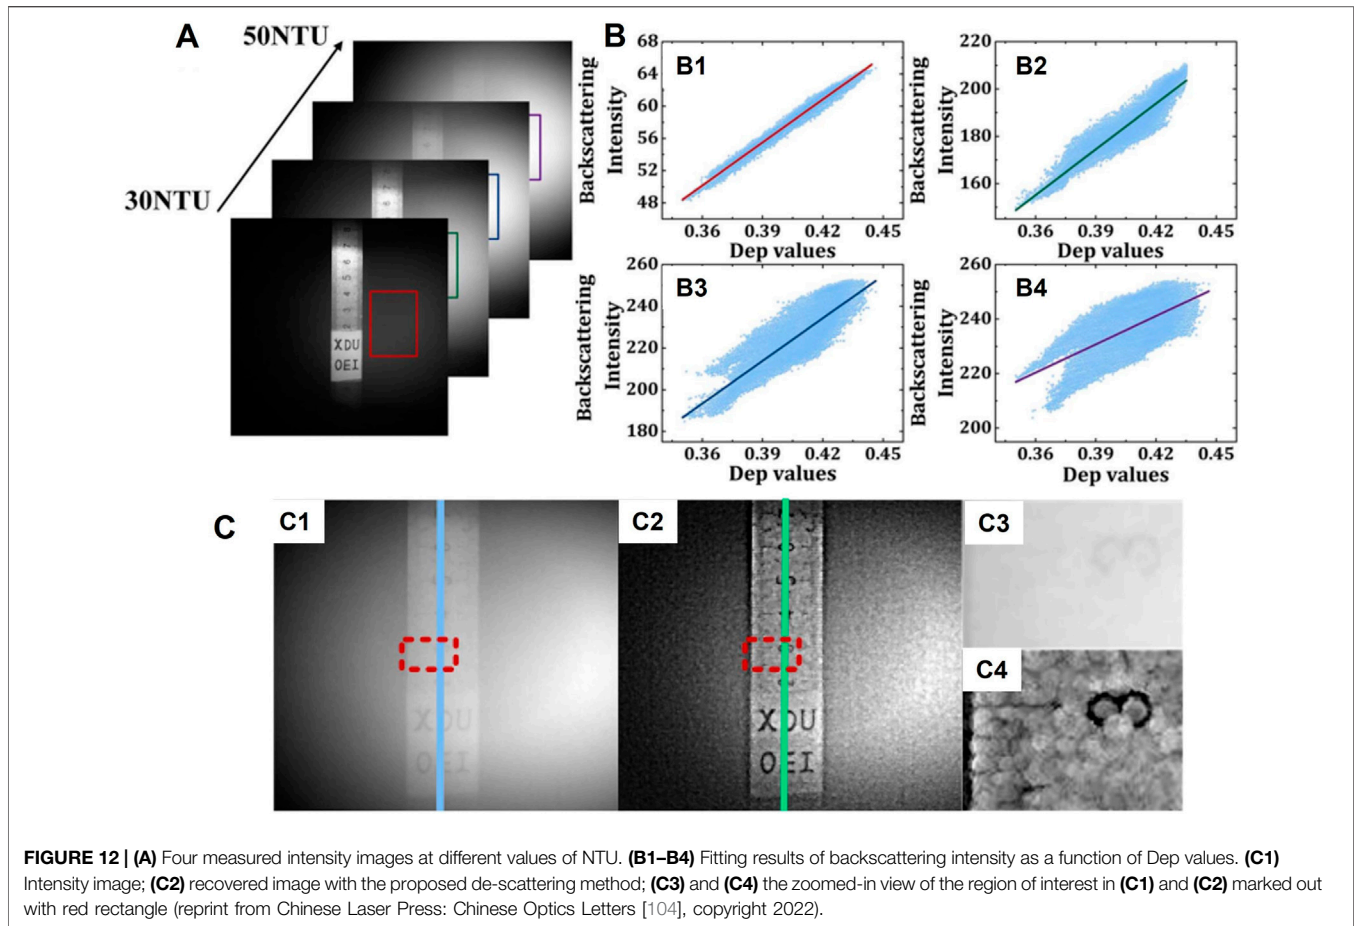 A
50NTU
30NTU
XDU
OEI
B
B1
Backscattering
Intensity
68
64
60
56
52
48
0.36 0.39 0.42 0.45
Dep values
B2
Backscattering
Intensity
220
200
180
160
0.36 0.39 0.42 0.45
Dep values
B3
Backscattering
Intensity
260
240
220
200
180
0.36 0.39 0.42 0.45
Dep values
B4
Backscattering
Intensity
260
240
220
200
0.36 0.39 0.42 0.45
Dep values
C
C1
XDU
OEI
C2
XDU
OEI
C3
3
C4
3
FIGURE 12 | (A) Four measured intensity images at different values of NTU. (B1–B4) Fitting results of backscattering intensity as a function of Dep values. (C1)
Intensity image; (C2) recovered image with the proposed de-scattering method; (C3) and (C4) the zoomed-in view of the region of interest in (C1) and (C2) marked out
with red rectangle (reprint from Chinese Laser Press: Chinese Optics Letters [104], copyright 2022).